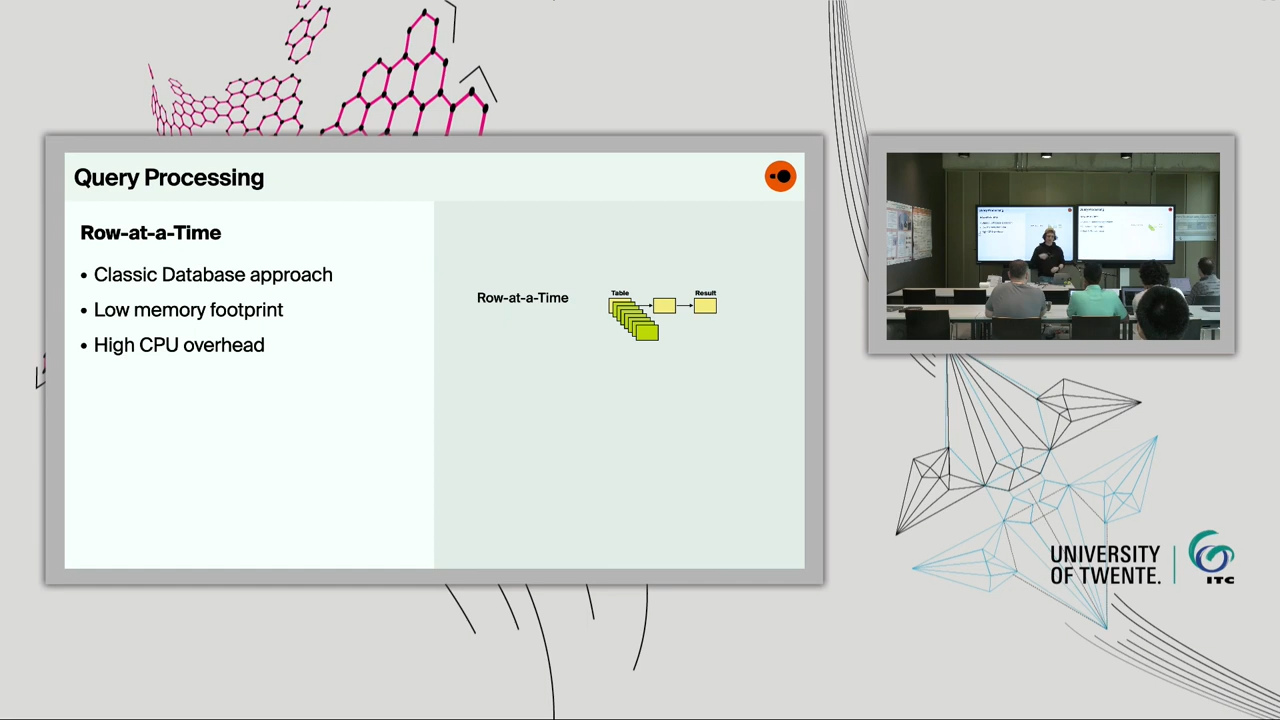 Query Processing
Row-at-a-Time
• Classic Database approach
• Low memory footprint
• High CPU overhead
Row-at-a-Time
Table
Result
UNIVERSITY
OF TWENTE.
ITC